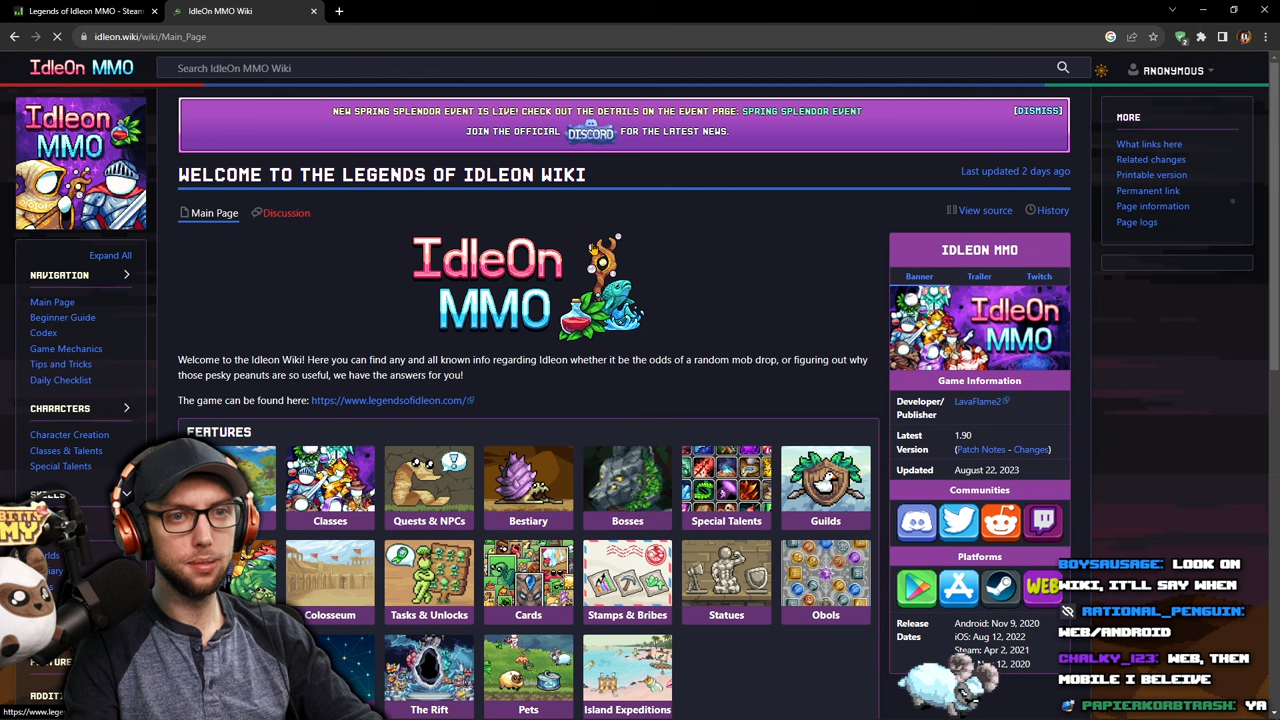 Legends of Idleon MMO - Steam
IdleOn MMO Wiki
idleon.wiki/wiki/Main_Page
IdleOn MMO
Search IdleOn MMO Wiki
ANONYMOUS
Idleon
MMO
NEW SPRING SPLENDOR EVENT IS LIVE! CHECK OUT THE DETAILS ON THE EVENT PAGE: SPRING SPLENDOR EVENT
[DISMISS]
JOIN THE OFFICIAL DISCORD FOR THE LATEST NEWS.
WELCOME TO THE LEGENDS OF IDLEON WIKI
Last updated 2 days ago
Main Page
Discussion
View source
History
IdleOn
MMO
Welcome to the Idleon Wiki! Here you can find any and all known info regarding Idleon whether it be the odds of a random mob drop, or figuring out why
those pesky peanuts are so useful, we have the answers for you!
The game can be found here: https://www.legendsofidleon.com/
FEATURES
Classes
Quests & NPCs
Bestiary
Bosses
Special Talents
Guilds
Colosseum
Tasks & Unlocks
Cards
Stamps & Bribes
Statues
Obols
The Rift
Pets
Island Expeditions
Expand All
NAVIGATION
Main Page
Beginner Guide
Codex
Game Mechanics
Tips and Tricks
Daily Checklist
CHARACTERS
Character Creation
Classes & Talents
Special Talents
SKILLS
IDLEON MMO
Banner
Trailer
Twitch
IdleOn
MMO
Game Information
Developer/
Publisher
LavaFlame2
Latest
Version
1.90
(Patch Notes - Changes)
Updated
August 22, 2023
Communities
Platforms
WEB
Release
Dates
Android: Nov 9, 2020
iOS: Aug 12, 2022
Steam: Apr 2, 2021
12, 2020
MORE
What links here
Related changes
Printable version
Permanent link
Page information
Page logs
BOYSAUSAGE: LOOK ON
WIKI, IT'LL SAY WHEN
RATIONAL_PENGUIN:
WEB/ANDROID
CHALKY_123: WEB, THEN
MOBILE I BELEIVE
PAPIERKORBTRASH: YA
https://www.lege